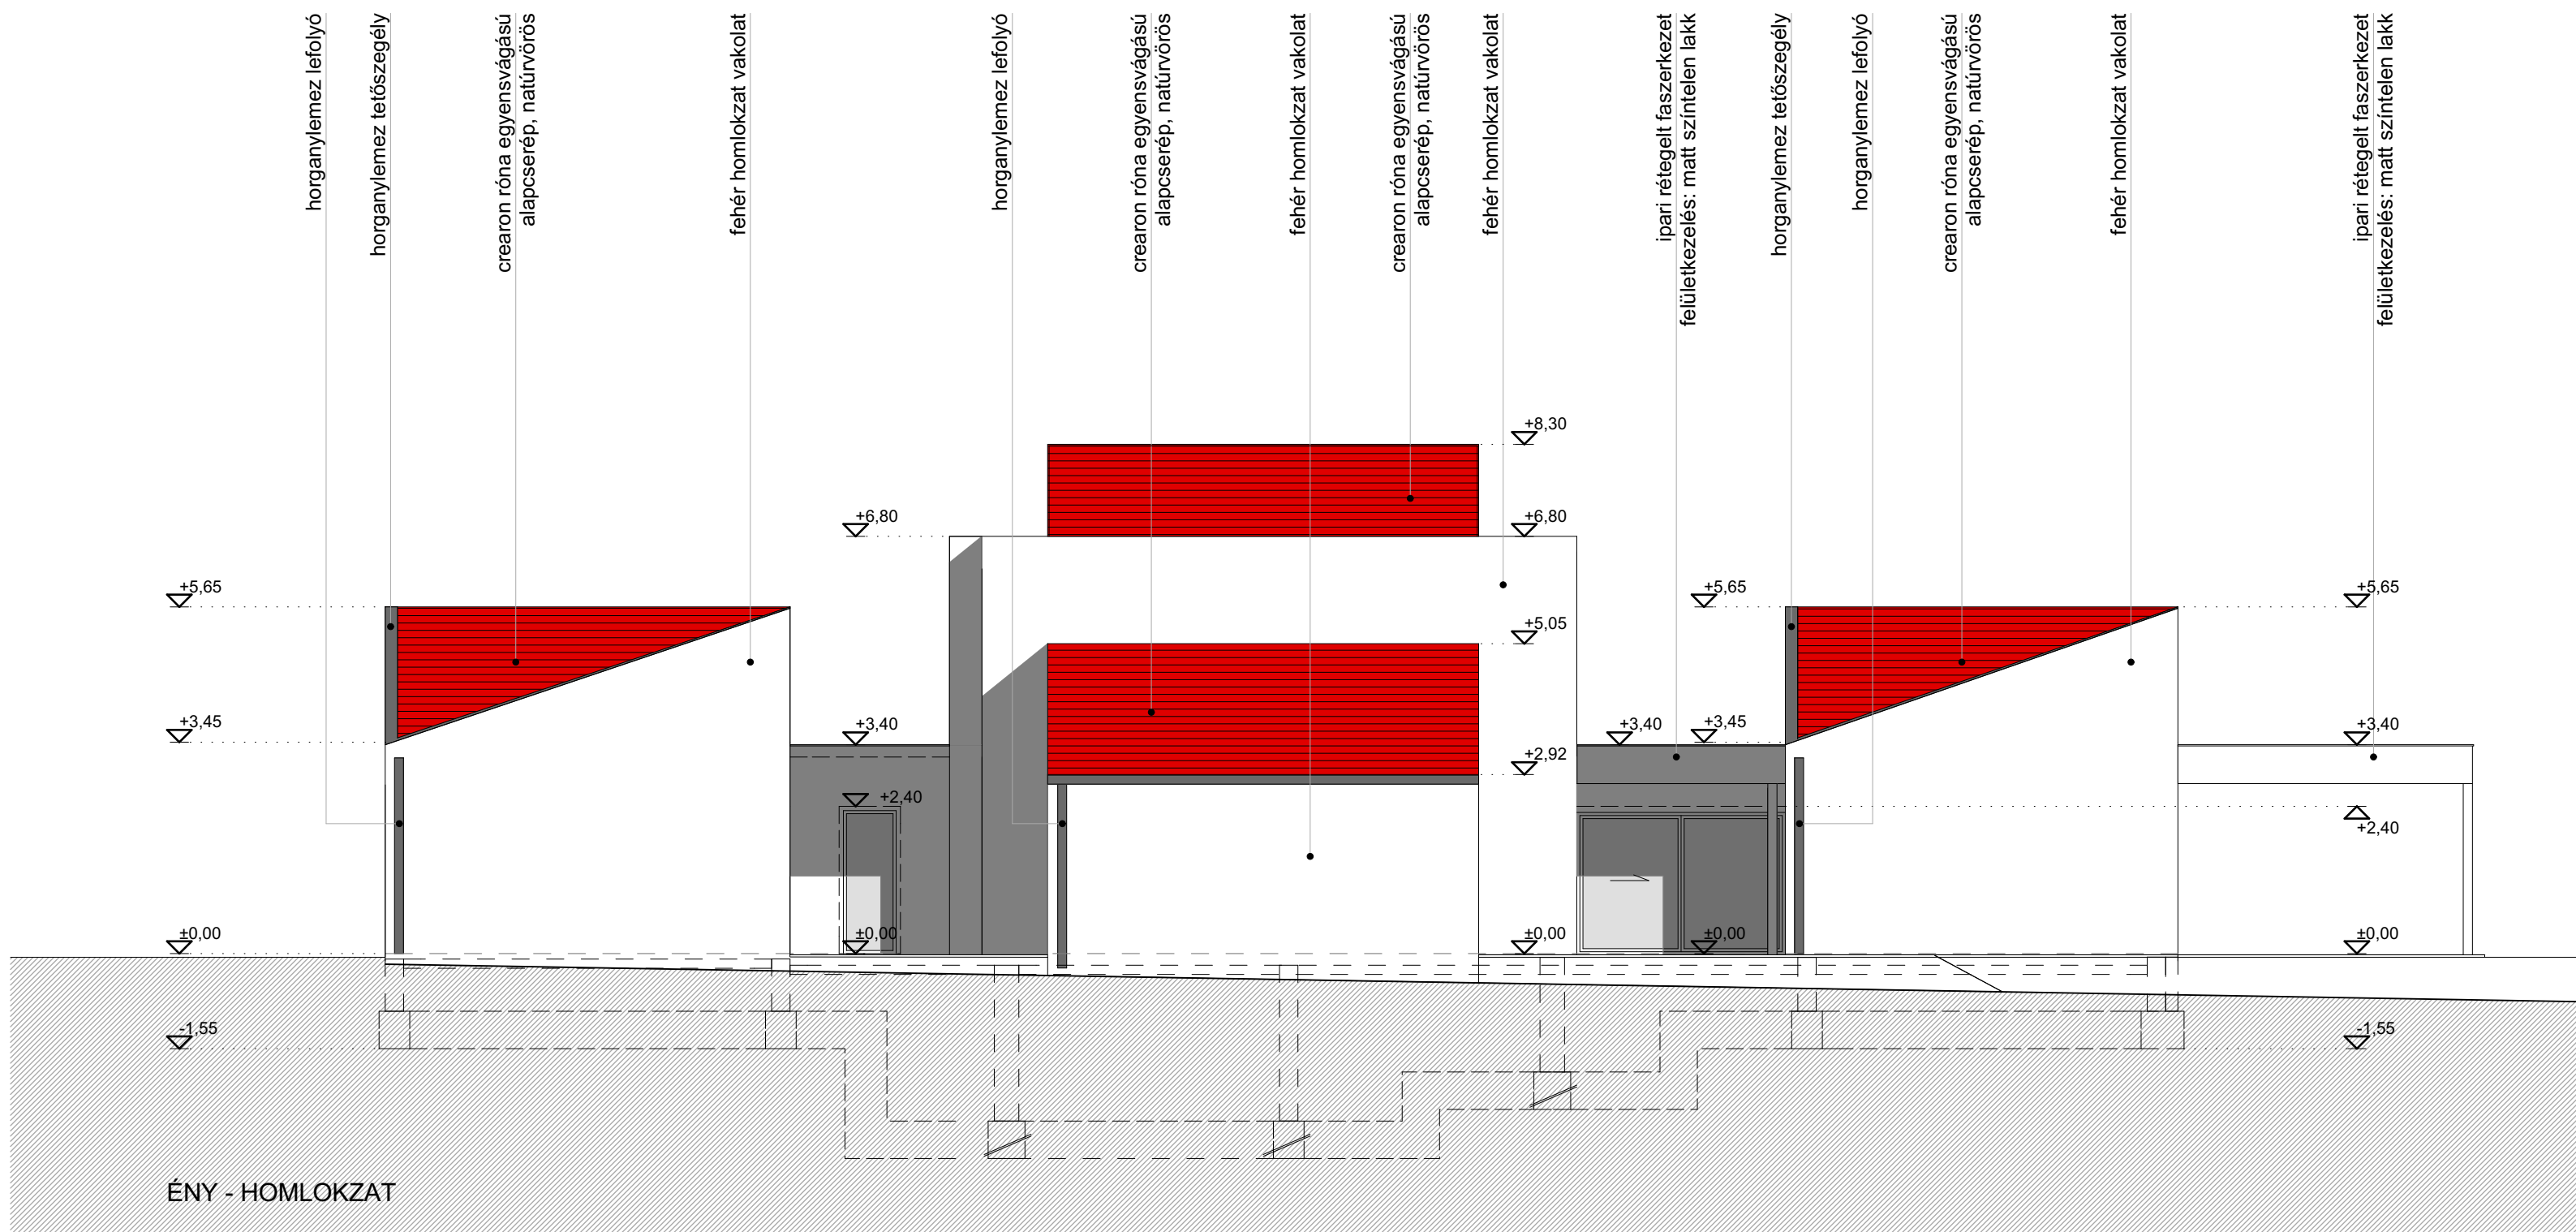 horganylemez lefolyó
horganylemez tetőszegély
crearon róna egyensvágású
alapcserép, natúrvörös
fehér homlokzat vakolat
horganylemez lefolyó
crearon róna egyensvágású
alapcserép, natúrvörös
fehér homlokzat vakolat
crearon róna egyensvágású
alapcserép, natúrvörös
fehér homlokzat vakolat
ipari rétegelt faszerkezet
felületkezelés: matt színtelen lakk
horganylemez tetőszegély
horganylemez lefolyó
crearon róna egyensvágású
alapcserép, natúrvörös
fehér homlokzat vakolat
ipari rétegelt faszerkezet
felületkezelés: matt színtelen lakk
+8,30
+6,80
+6,80
+5,65
+5,65
+5,65
+5,05
+3,45
+3,40
+3,40
+3,45
+3,40
+2,92
+2,40
+2,40
±0,00
±0,00
±0,00
±0,00
±0,00
-1,55
-1,55
ÉNY - HOMLOKZAT